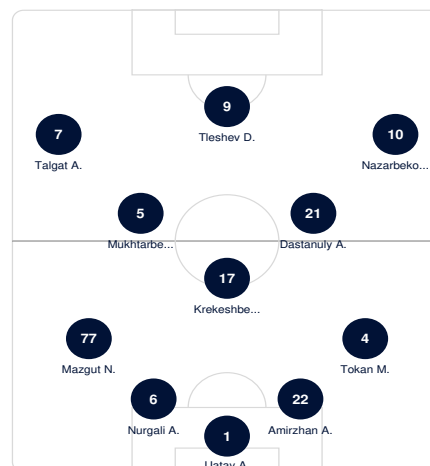 9
Tleshev D.
7
Talgat A.
10
Nazarbeko...
5
Mukhtarbe...
21
Dastanuly A.
17
Krekeshbe...
77
Mazgut N.
4
Tokan M.
6
Nurgali A.
22
Amirzhan A.
1
Uatay A.